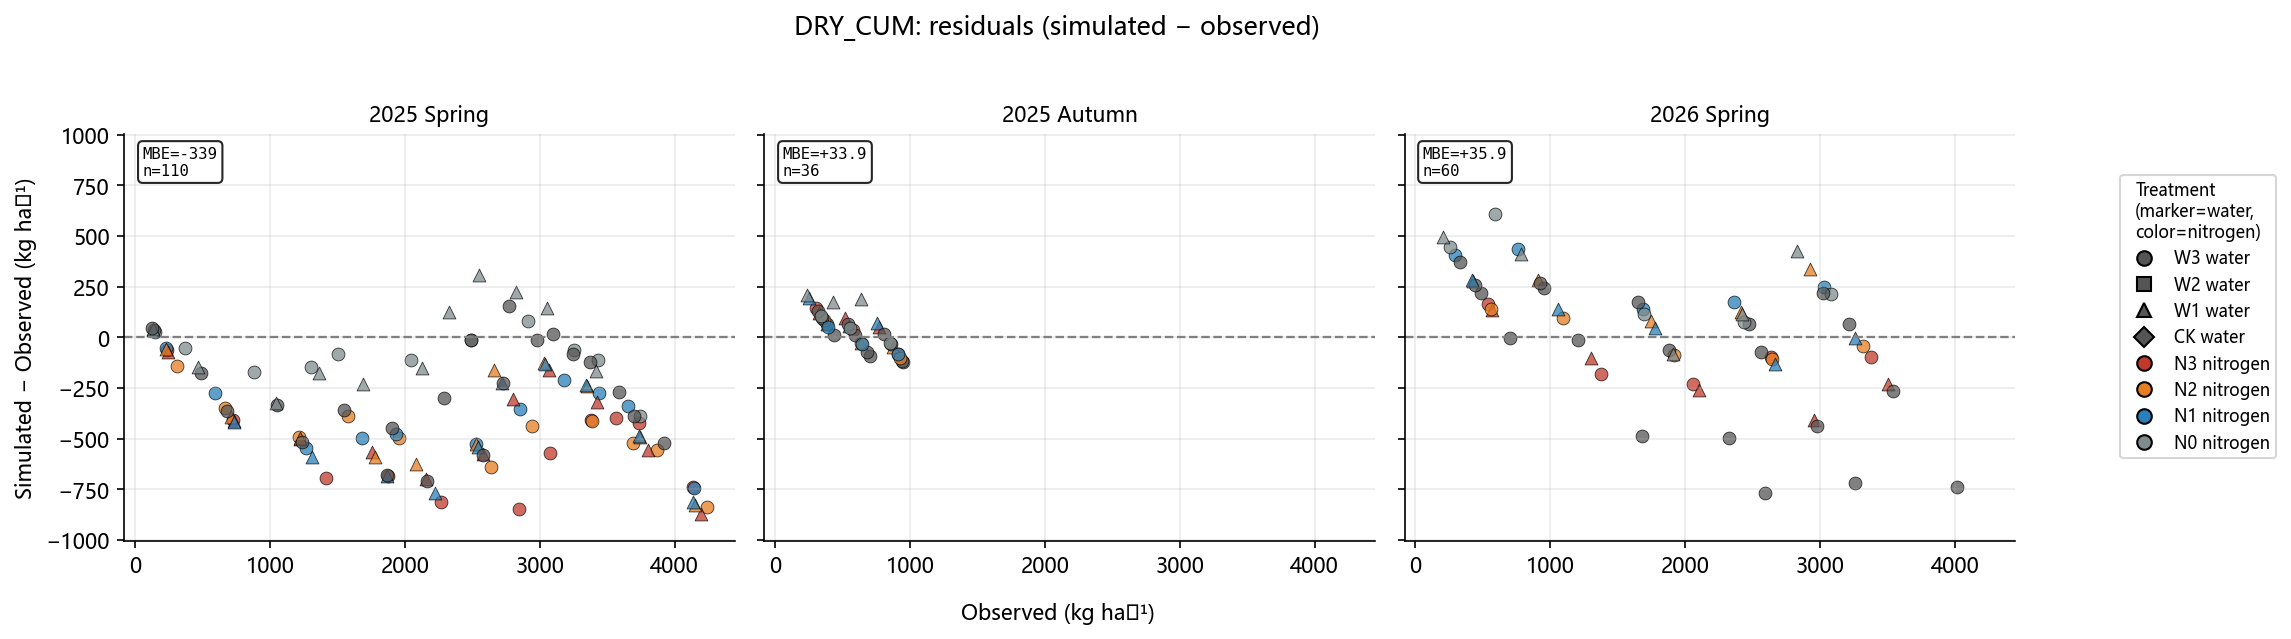 DRY_CUM: residuals (simulated − observed)
2025 Spring
2025 Autumn
2026 Spring
Simulated − Observed (kg ha□¹)
1000
750
500
250
0
−250
−500
−750
−1000
MBE=-339
n=110
MBE=+33.9
n=36
MBE=+35.9
n=60
0 1000 2000 3000 4000
0 1000 2000 3000 4000
0 1000 2000 3000 4000
Observed (kg ha□¹)
Treatment
(marker=water,
color=nitrogen)
W3 water
W2 water
W1 water
CK water
N3 nitrogen
N2 nitrogen
N1 nitrogen
N0 nitrogen